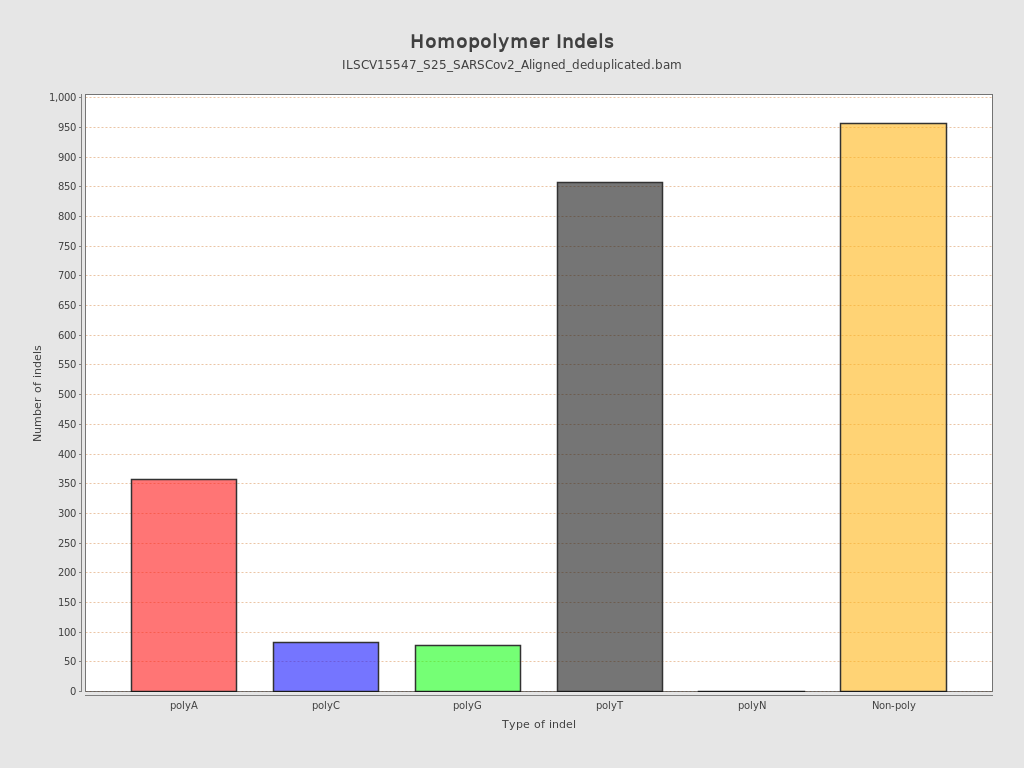 Homopolymer Indels
ILSCV15547_S25_SARSCov2_Aligned_deduplicated.bam
1,000
950
900
850
800
750
700
650
600
550
500
450
400
350
300
250
200
150
100
50
0
Number of indels
polyA
polyC
polyG
polyT
polyN
Non-poly
Type of indel